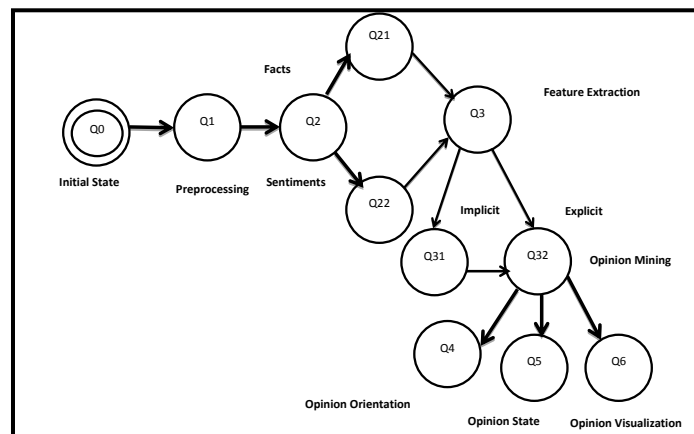 Q21
Facts
Feature Extraction
Q0
Q1
Q2
Q3
Initial State
Preprocessing
Sentiments
Q22
Implicit
Explicit
Q31
Q32
Opinion Mining
Q4
Q5
Q6
Opinion Orientation
Opinion State
Opinion Visualization